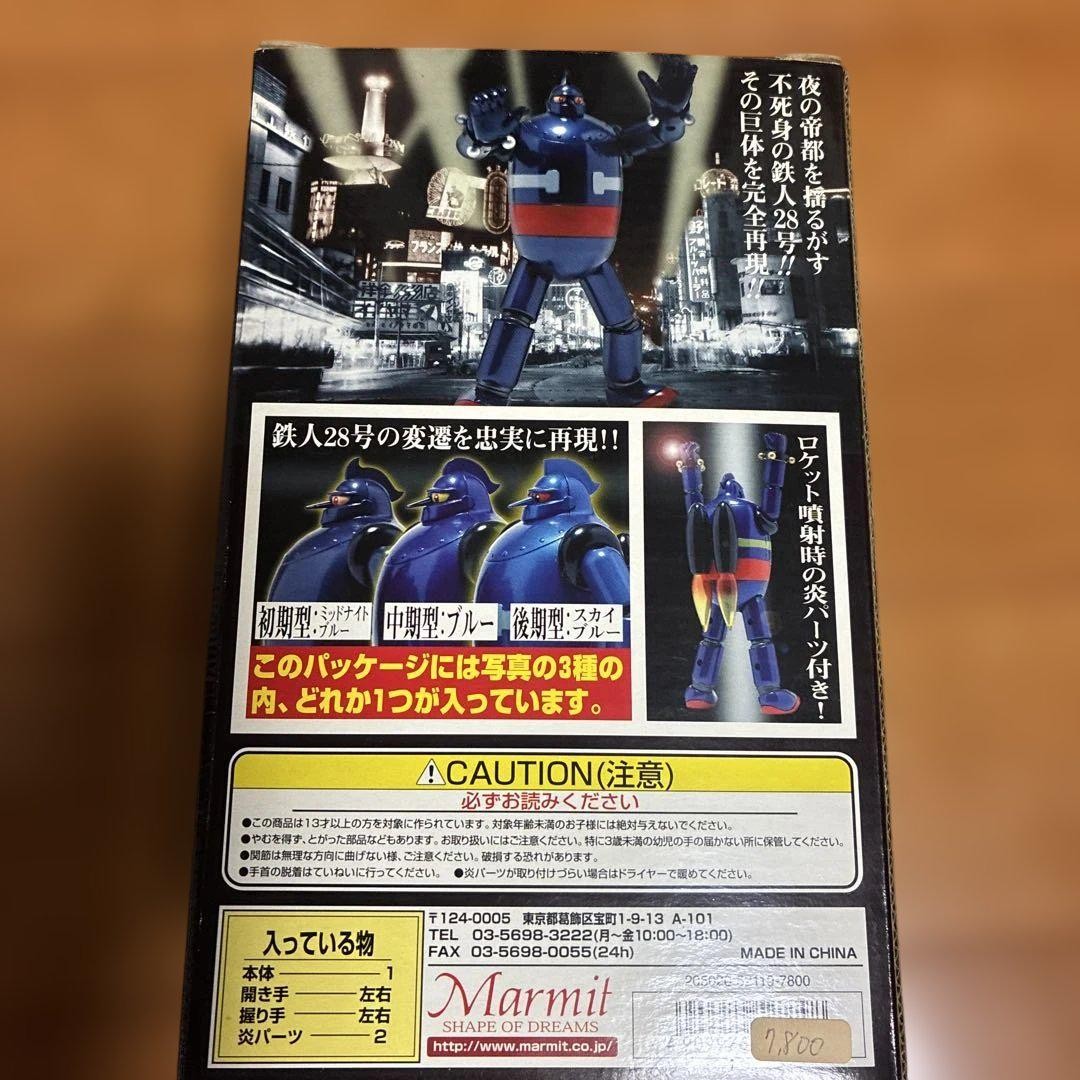 夜の帝都を揺るがす
不死身の鉄人28号!!
その巨体を完全再現!!
フランス
フルーツパーラー
鉄人28号の変遷を忠実に再現!!
初期型:ミッドナイトブルー
中期型:ブルー
後期型:スカイブルー
このパッケージには写真の3種の
内、どれか1つが入っています。
ロケット噴射時の炎パーツ付き!
⚠CAUTION(注意)
必ずお読みください
●この商品は13才以上の方を対象に作られています。対象年齢未満のお子様には絶対与えないでください。
●やむを得ず、とがった部品などもあります。お取り扱いにはご注意ください。特に3歳未満の幼児の手の届かない所に保管してください。
●関節は無理な方向に曲げない様、ご注意ください。破損する恐れがあります。
●手首の脱着はていねいに行ってください。 ●炎パーツが取り付けづらい場合はドライヤーで暖めてください。
入っている物
本体 1
開き手 左右
握り手 左右
炎パーツ 2
〒124-0005 東京都葛飾区宝町1-9-13 A-101
TEL 03-5698-3222(月~金10:00~18:00)
FAX 03-5698-0055(24h)
MADE IN CHINA
Marmit
SHAPE OF DREAMS
http://www.marmit.co.jp/
7,800